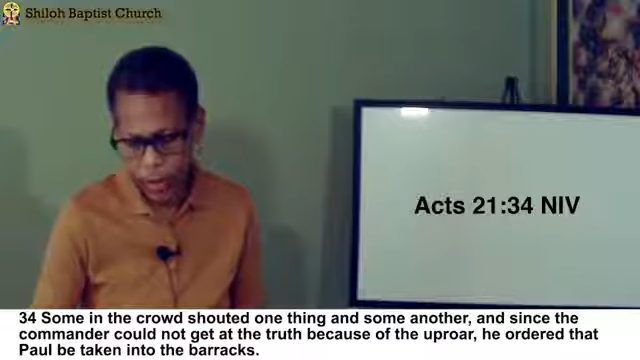 Shiloh Baptist Church
Acts 21:34 NIV
34 Some in the crowd shouted one thing and some another, and since the
commander could not get at the truth because of the uproar, he ordered that
Paul be taken into the barracks.